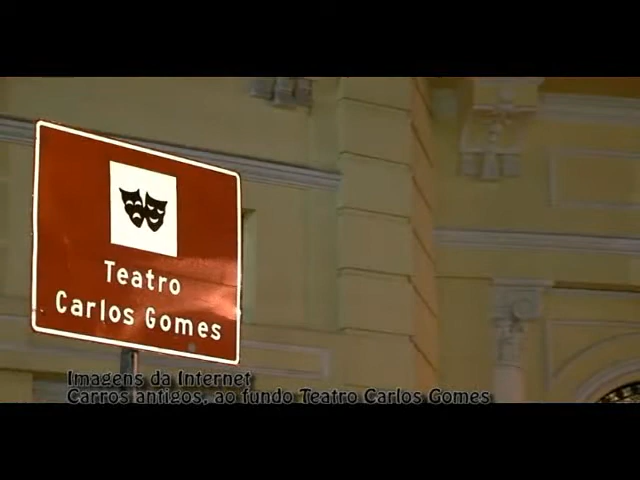 Teatro
Carlos Gomes
Imagens da Internet
Carros antigos, ao fundo Teatro Carlos Gomes